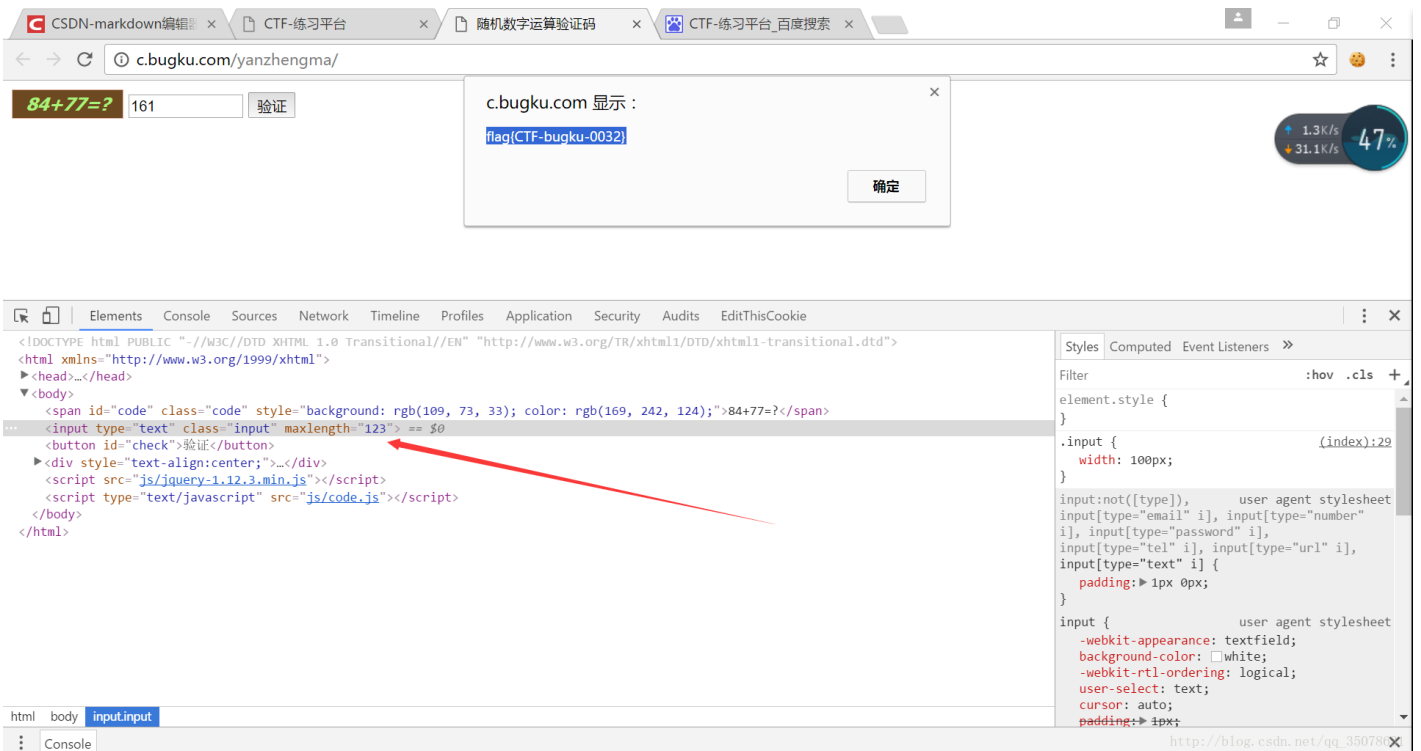 CSDN-markdown编辑器
CTF-练习平台
随机数字运算验证码
CTF-练习平台_百度搜索
c.bugku.com/yanzhengma/
84+77=?
161
验证
c.bugku.com 显示：
flag{CTF-bugku-0032}
确定
1.3K/s
31.1K/s
47%
Elements Console Sources Network Timeline Profiles Application Security Audits EditThisCookie
<!DOCTYPE html PUBLIC "-//W3C//DTD XHTML 1.0 Transitional//EN" "http://www.w3.org/TR/xhtml1/DTD/xhtml1-transitional.dtd">
<html xmlns="http://www.w3.org/1999/xhtml">
▶<head>…</head>
▼<body>
<span id="code" class="code" style="background: rgb(109, 73, 33); color: rgb(169, 242, 124);">84+77=?</span>
<input type="text" class="input" maxlength="123"> == $0
<button id="check">验证</button>
▶<div style="text-align:center;">…</div>
<script src="js/jquery-1.12.3.min.js"></script>
<script type="text/javascript" src="js/code.js"></script>
</body>
</html>
Styles Computed Event Listeners »
Filter :hov .cls +
element.style {
}
.input { (index):29
width: 100px;
}
input:not([type]), user agent stylesheet
input[type="email" i], input[type="number"
i], input[type="password" i],
input[type="tel" i], input[type="url" i],
input[type="text" i] {
padding:▶1px 0px;
}
input { user agent stylesheet
-webkit-appearance: textfield;
background-color: white;
-webkit-rtl-ordering: logical;
user-select: text;
cursor: auto;
padding:▶1px;
html body input.input
Console